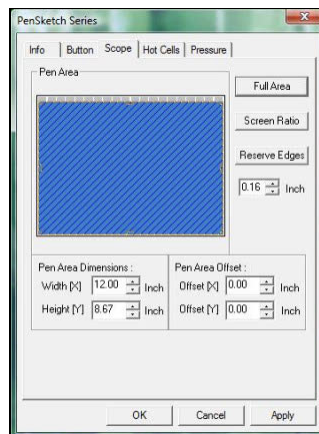 PenSketch Series
Info Button Scope Hot Cells Pressure
Pen Area
Full Area
Screen Ratio
Reserve Edges
0.16 Inch
Pen Area Dimensions :
Width [X] 12.00 Inch
Height [Y] 8.67 Inch
Pen Area Offset :
Offset [X] 0.00 Inch
Offset [Y] 0.00 Inch
OK Cancel Apply